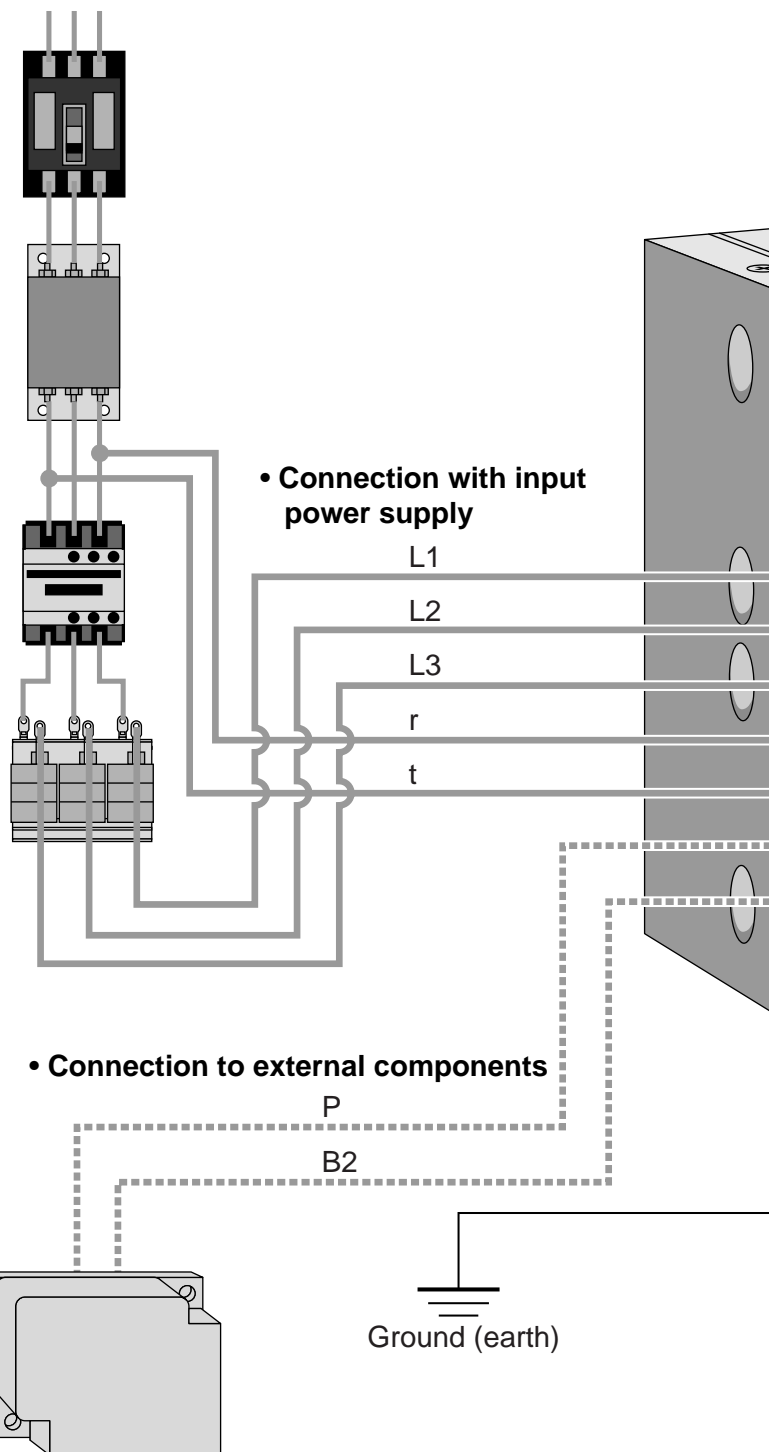 • Connection with input
power supply
L1
L2
L3
r
t
• Connection to external components
P
B2
Ground (earth)